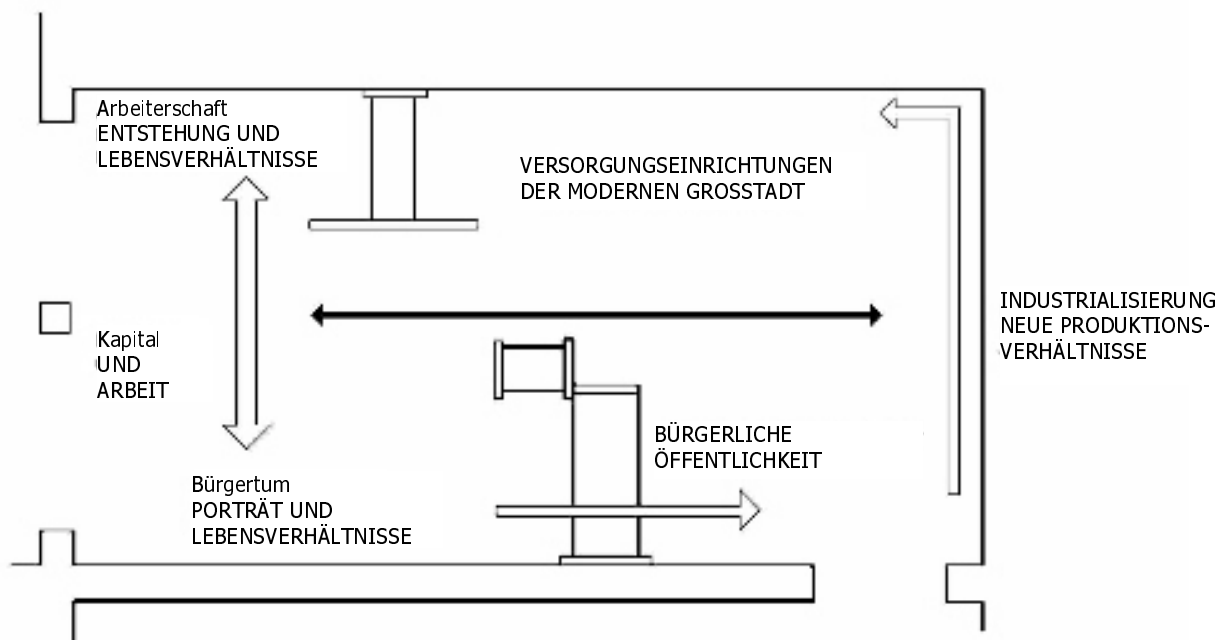 Arbeiterschaft
ENTSTEHUNG UND
LEBENSVERHÄLTNISSE
VERSORGUNGSEINRICHTUNGEN
DER MODERNEN GROSSTADT
INDUSTRIALISIERUNG
NEUE PRODUKTIONS-
VERHÄLTNISSE
Kapital
UND
ARBEIT
BÜRGERLICHE
ÖFFENTLICHKEIT
Bürgertum
PORTRÄT UND
LEBENSVERHÄLTNISSE